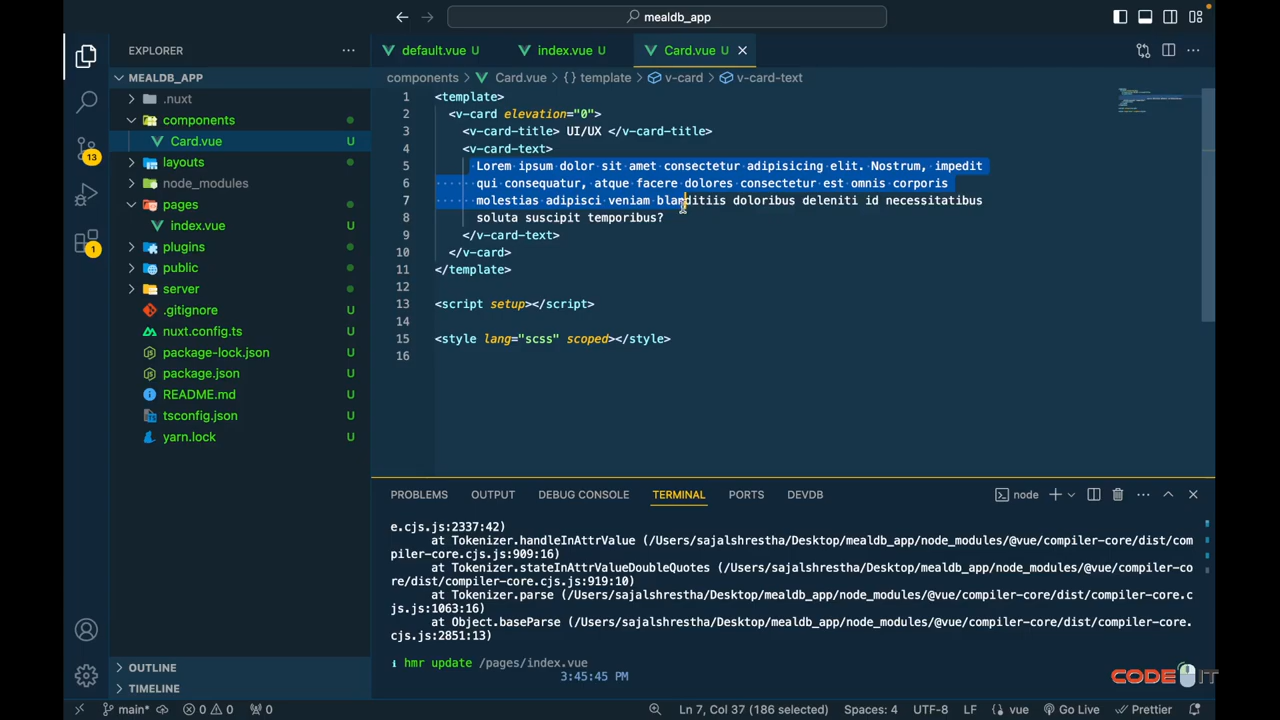 mealdb_app
EXPLORER
default.vue U
index.vue U
Card.vue U
MEALDB_APP
components > Card.vue > {} template > v-card > v-card-text
.nuxt
components
Card.vue U
layouts
node_modules
pages
index.vue U
plugins
public
server
.gitignore U
nuxt.config.ts U
package-lock.json U
package.json U
README.md U
tsconfig.json U
yarn.lock U
13
1
1 <template>
2 <v-card elevation="0">
3 <v-card-title> UI/UX </v-card-title>
4 <v-card-text>
5 Lorem ipsum dolor sit amet consectetur adipisicing elit. Nostrum, impedit
6 qui consequatur, atque facere dolores consectetur est omnis corporis
7 molestias adipisci veniam blanditiis doloribus deleniti id necessitatibus
8 soluta suscipit temporibus?
9 </v-card-text>
10 </v-card>
11 </template>
12
13 <script setup></script>
14
15 <style lang="scss" scoped></style>
16
PROBLEMS OUTPUT DEBUG CONSOLE TERMINAL PORTS DEVDB
node
e.cjs.js:2337:42)
at Tokenizer.handleInAttrValue (/Users/sajalshrestha/Desktop/mealdb_app/node_modules/@vue/compiler-core/dist/com
piler-core.cjs.js:909:16)
at Tokenizer.stateInAttrValueDoubleQuotes (/Users/sajalshrestha/Desktop/mealdb_app/node_modules/@vue/compiler-co
re/dist/compiler-core.cjs.js:919:10)
at Tokenizer.parse (/Users/sajalshrestha/Desktop/mealdb_app/node_modules/@vue/compiler-core/dist/compiler-core.c
js.js:1063:16)
at Object.baseParse (/Users/sajalshrestha/Desktop/mealdb_app/node_modules/@vue/compiler-core/dist/compiler-core.
cjs.js:2851:13)
i hmr update /pages/index.vue
3:45:45 PM
OUTLINE
TIMELINE
CODE IT
main* 0 0 0 Ln 7, Col 37 (186 selected) Spaces: 4 UTF-8 LF {} vue Go Live Prettier